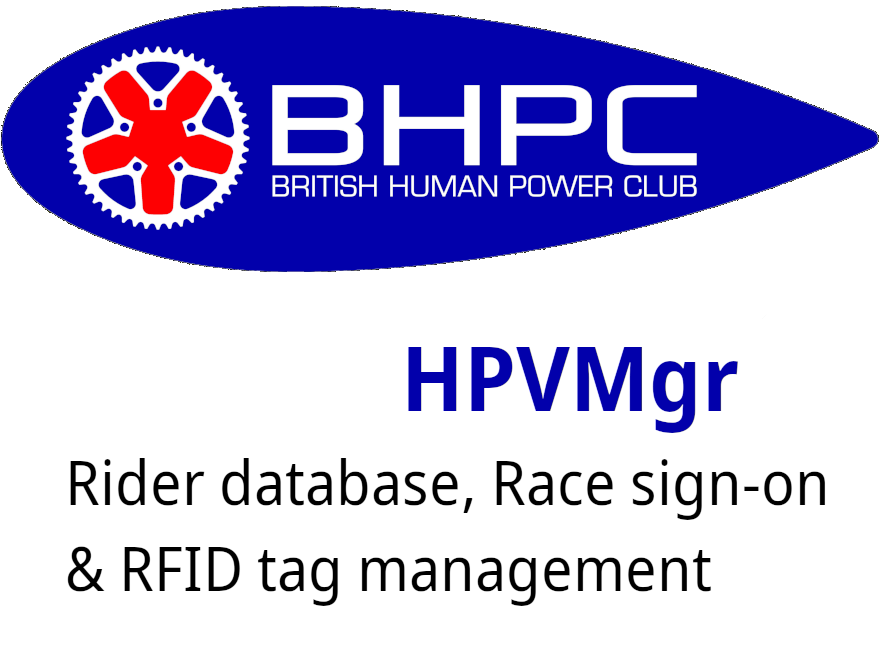 BHPC
BRITISH HUMAN POWER CLUB
HPVMgr
Rider database, Race sign-on
& RFID tag management